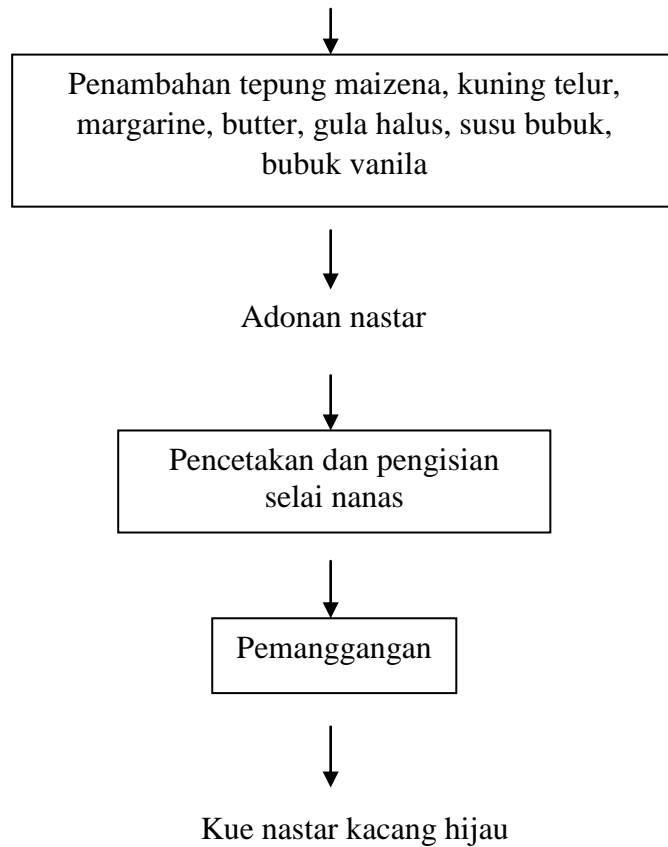 Penambahan tepung maizena, kuning telur,
margarine, butter, gula halus, susu bubuk,
bubuk vanila
Adonan nastar
Pencetakan dan pengisian
selai nanas
Pemanggangan
Kue nastar kacang hijau